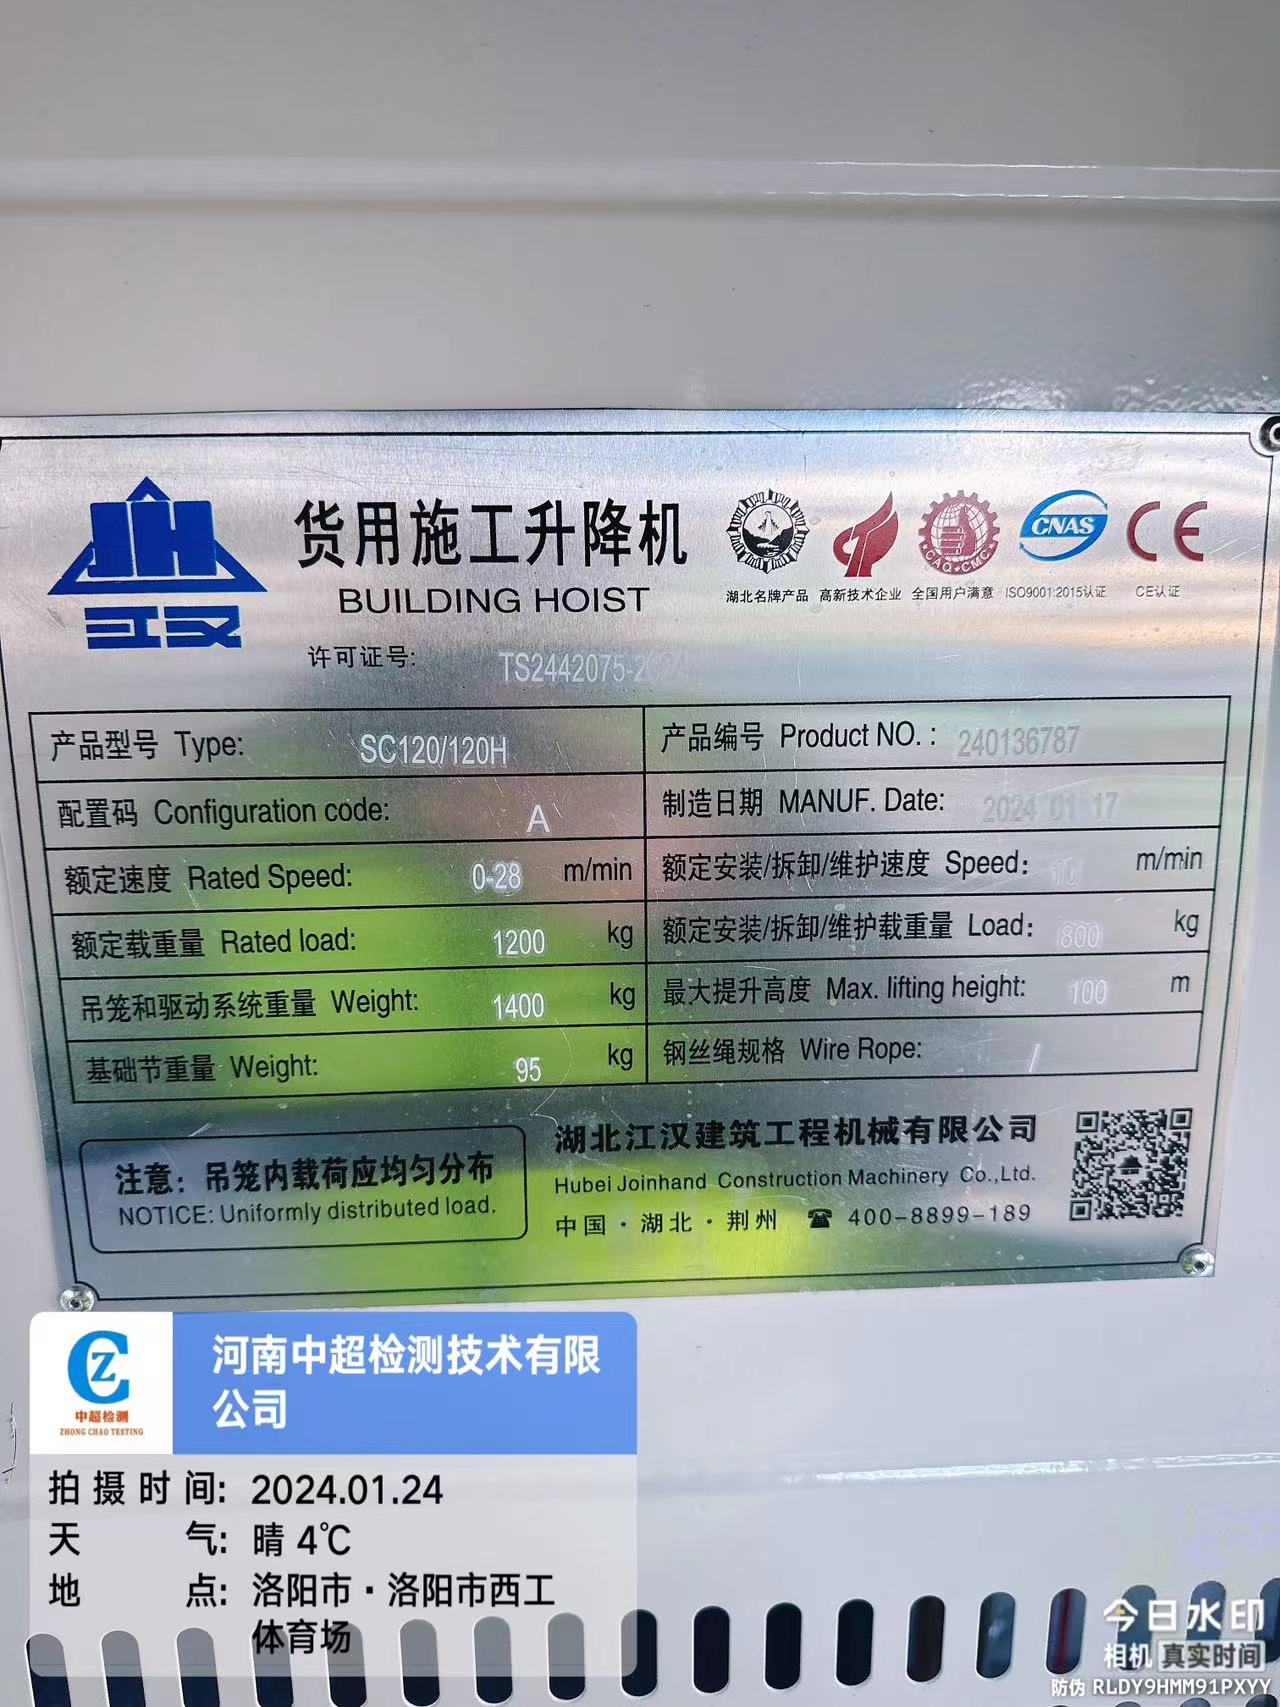 江汉
货用施工升降机
BUILDING HOIST
湖北名牌产品 高新技术企业 全国用户满意 ISO9001:2015认证 CE认证
CAQ★CMC
CNAS
CE
许可证号: TS2442075-2024
产品型号 Type: SC120/120H 产品编号 Product NO.: 240136787
配置码 Configuration code: A 制造日期 MANUF. Date: 2024 01 17
额定速度 Rated Speed: 0-28 m/min 额定安装/拆卸/维护速度 Speed: 10 m/min
额定载重量 Rated load: 1200 kg 额定安装/拆卸/维护载重量 Load: 800 kg
吊笼和驱动系统重量 Weight: 1400 kg 最大提升高度 Max. lifting height: 100 m
基础节重量 Weight: 95 kg 钢丝绳规格 Wire Rope: /
注意：吊笼内载荷应均匀分布
NOTICE: Uniformly distributed load.
湖北江汉建筑工程机械有限公司
Hubei Joinhand Construction Machinery Co.,Ltd.
中国·湖北·荆州 ☎ 400-8899-189
中超检测
ZHONG CHAO TESTING
河南中超检测技术有限
公司
拍摄时间: 2024.01.24
天气: 晴 4℃
地点: 洛阳市·洛阳市西工
体育场
今日水印
相机 真实时间
防伪 RLDY9HMM91PXYY